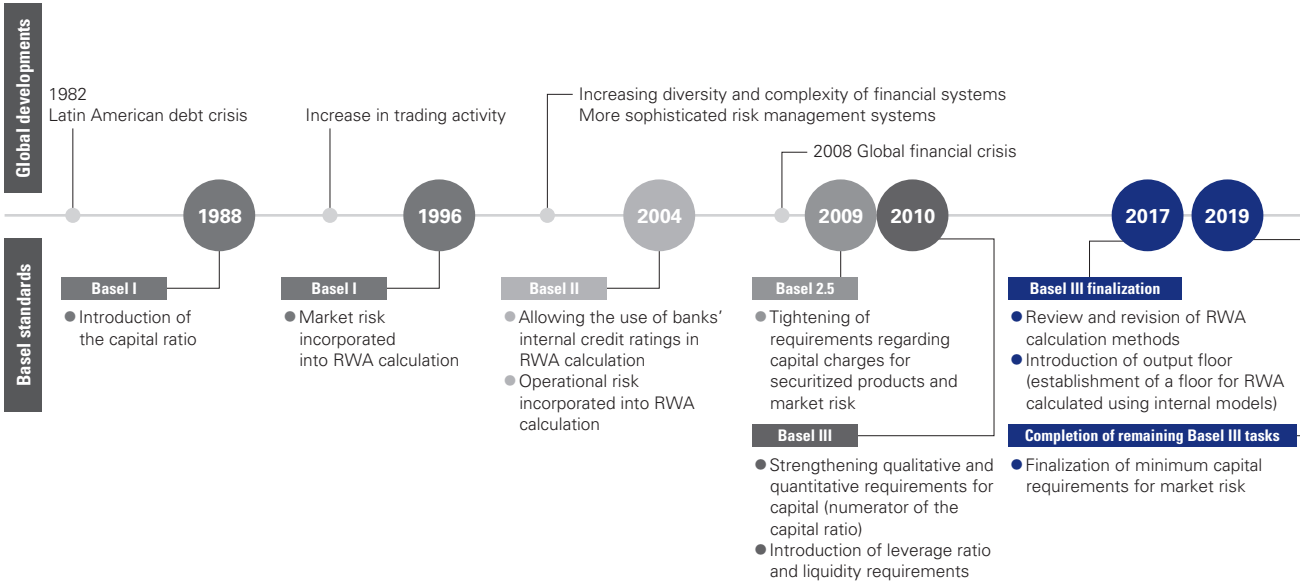 Global developments
1982
Latin American debt crisis
Increase in trading activity
Increasing diversity and complexity of financial systems
More sophisticated risk management systems
2008 Global financial crisis
1988
1996
2004
2009
2010
2017
2019
Basel standards
Basel I
● Introduction of
the capital ratio
Basel I
● Market risk
incorporated
into RWA calculation
Basel II
● Allowing the use of banks’
internal credit ratings in
RWA calculation
● Operational risk
incorporated into RWA
calculation
Basel 2.5
● Tightening of
requirements regarding
capital charges for
securitized products and
market risk
Basel III
● Strengthening qualitative and
quantitative requirements for
capital (numerator of the
capital ratio)
● Introduction of leverage ratio
and liquidity requirements
Basel III finalization
● Review and revision of RWA
calculation methods
● Introduction of output floor
(establishment of a floor for RWA
calculated using internal models)
Completion of remaining Basel III tasks
● Finalization of minimum capital
requirements for market risk